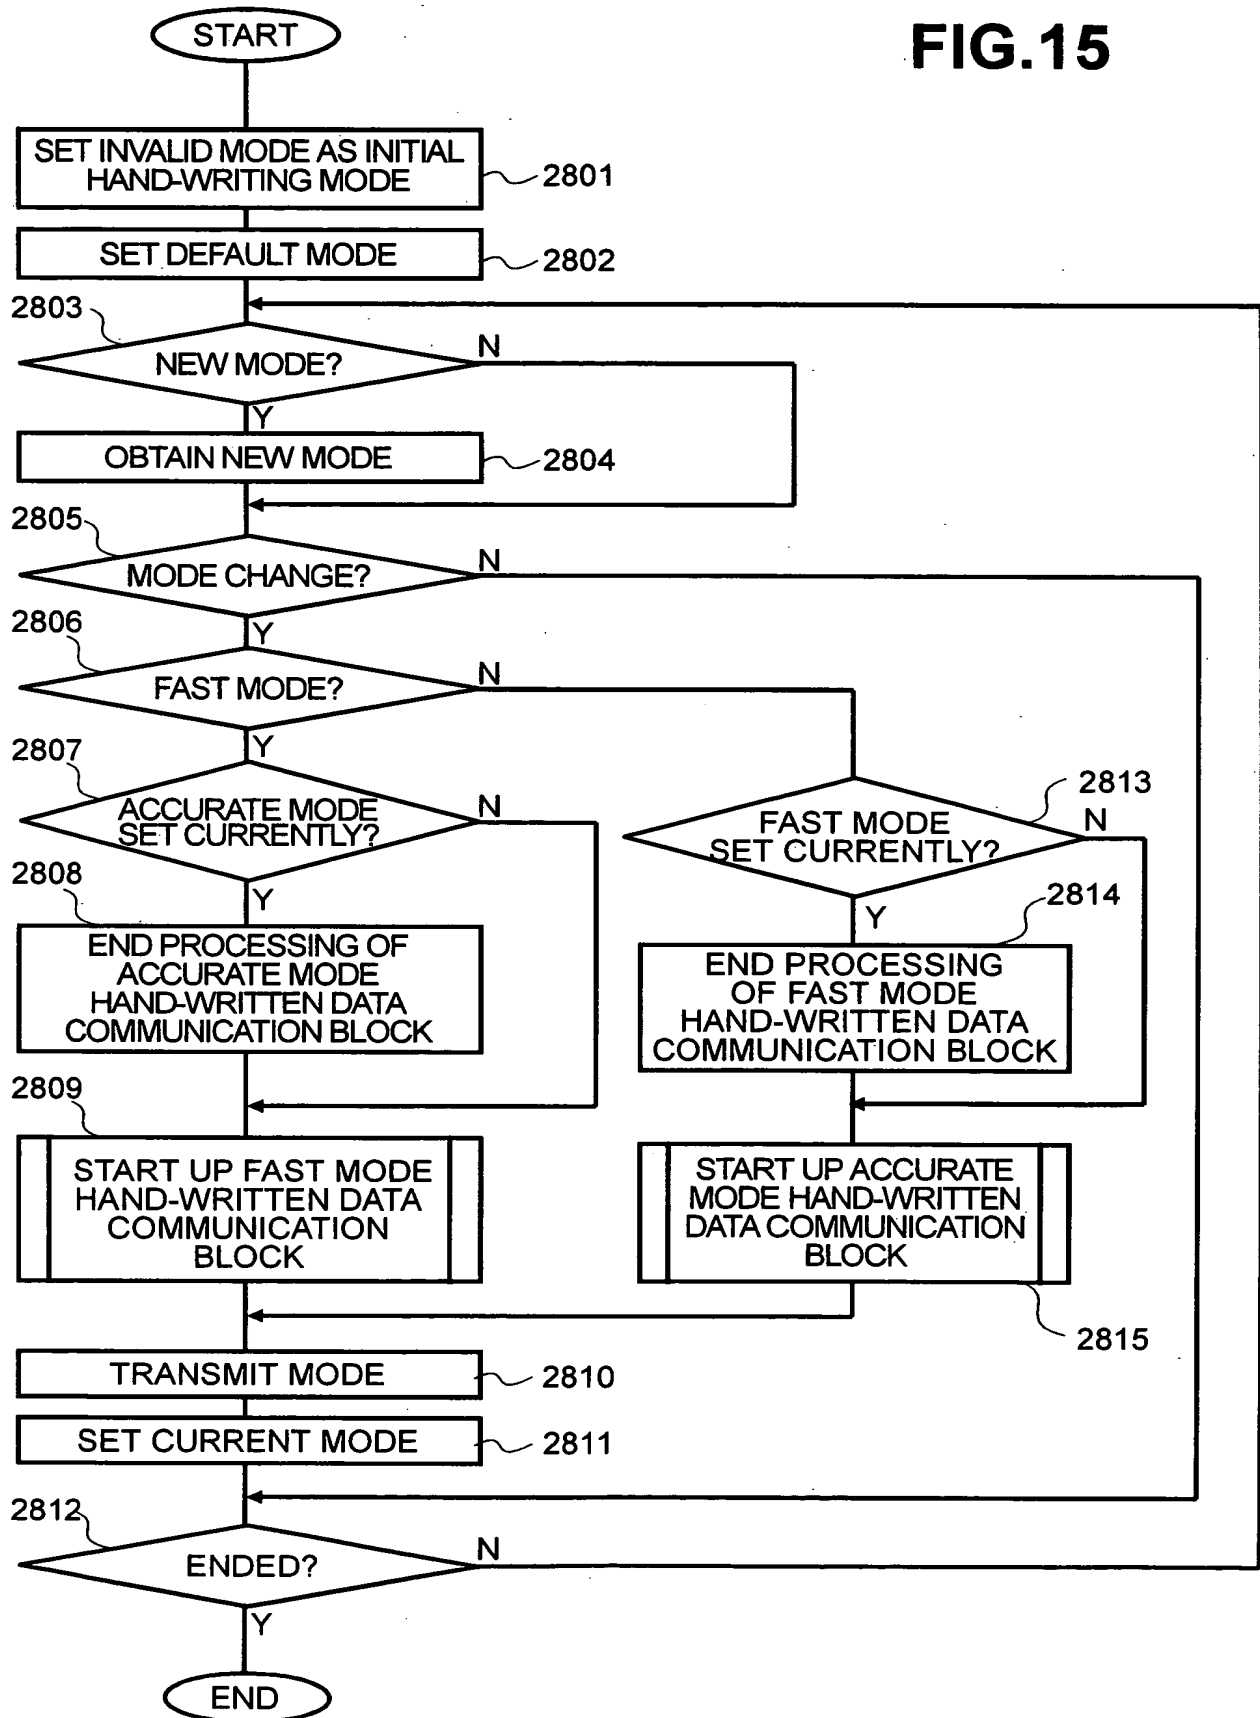 START
FIG.15
SET INVALID MODE AS INITIAL
HAND-WRITING MODE
2801
SET DEFAULT MODE
2802
2803
NEW MODE?
N
Y
OBTAIN NEW MODE
2804
2805
MODE CHANGE?
N
Y
2806
FAST MODE?
N
Y
2807
ACCURATE MODE
SET CURRENTLY?
N
Y
2813
FAST MODE
SET CURRENTLY?
N
Y
2808
END PROCESSING OF
ACCURATE MODE
HAND-WRITTEN DATA
COMMUNICATION BLOCK
2814
END PROCESSING
OF FAST MODE
HAND-WRITTEN DATA
COMMUNICATION BLOCK
2809
START UP FAST MODE
HAND-WRITTEN DATA
COMMUNICATION
BLOCK
START UP ACCURATE
MODE HAND-WRITTEN
DATA COMMUNICATION
BLOCK
2815
TRANSMIT MODE
2810
SET CURRENT MODE
2811
2812
ENDED?
N
Y
END